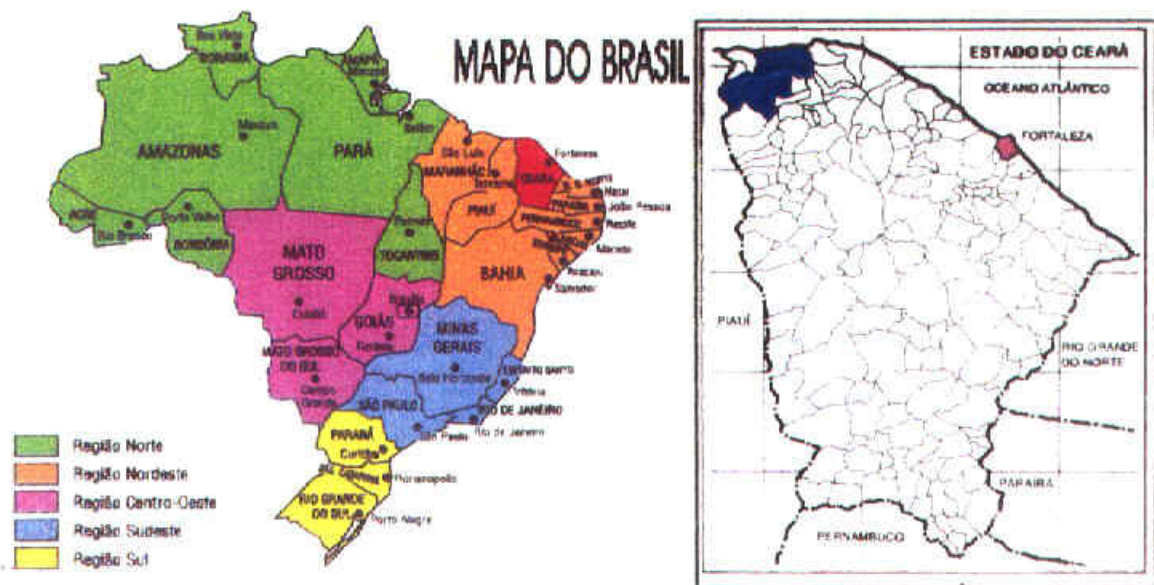 MAPA DO BRASIL
Boa Vista
RORAIMA
AMAPÁ
Macapá
Manaus
Belém
AMAZONAS
PARÁ
São Luís
MARANHÃO
Teresina
CEARÁ
Fortaleza
R. G. NORTE
Natal
PARAÍBA
João Pessoa
PIAUÍ
PERNAMBUCO
Recife
Maceió
Aracaju
Salvador
ACRE
Rio Branco
Porto Velho
RONDÔNIA
Palmas
TOCANTINS
BAHIA
MATO
GROSSO
Cuiabá
Brasília
GOIÁS
Goiânia
MINAS
GERAIS
Belo Horizonte
MATO GROSSO
DO SUL
Campo
Grande
ESPÍRITO SANTO
Vitória
SÃO PAULO
São Paulo
RIO DE JANEIRO
Rio de Janeiro
PARANÁ
Curitiba
Florianópolis
RIO GRANDE
DO SUL
Porto Alegre
Região Norte
Região Nordeste
Região Centro-Oeste
Região Sudeste
Região Sul
ESTADO DO CEARÁ
OCEANO ATLÂNTICO
FORTALEZA
PIAUÍ
RIO GRANDE
DO NORTE
PARAIBA
PERNAMBUCO